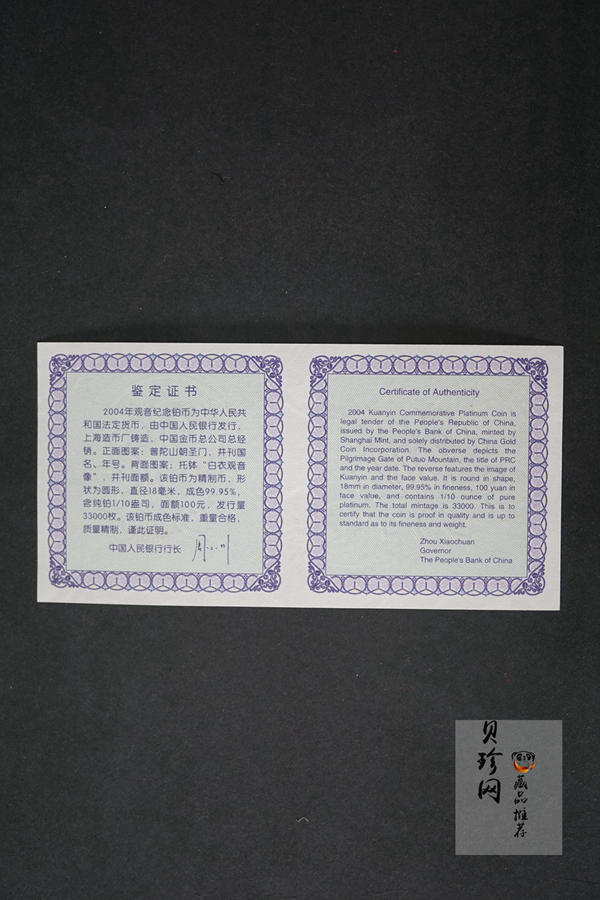 鉴定证书
2004年观音纪念铂币为中华人民共
和国法定货币，由中国人民银行发行，
上海造币厂铸造，中国金币总公司总经
销。正面图案：普陀山朝圣门，并刊国
名、年号。背面图案：托钵“白衣观音
像”，并刊面额。该铂币为精制币，形
状为圆形，直径18毫米，成色99.95%，
含纯铂1/10盎司，面额100元，发行量
33000枚。该铂币成色标准，重量合格，
质量精制，谨此证明。
中国人民银行行长
Certificate of Authenticity
2004 Kuanyin Commemorative Platinum Coin is
legal tender of the People's Republic of China,
issued by the People's Bank of China, minted by
Shanghai Mint, and solely distributed by China Gold
Coin Incorporation. The obverse depicts the
Pilgrimage Gate of Putuo Mountain, the title of PRC
and the year date. The reverse features the image of
Kuanyin and the face value. It is round in shape,
18mm in diameter, 99.95% in fineness, 100 yuan in
face value, and contains 1/10 ounce of pure
platinum. The total mintage is 33000. This is to
certify that the coin is proof in quality and is up to
standard as to its fineness and weight.
Zhou Xiaochuan
Governor
The People's Bank of China
贝珍网
藏品推荐